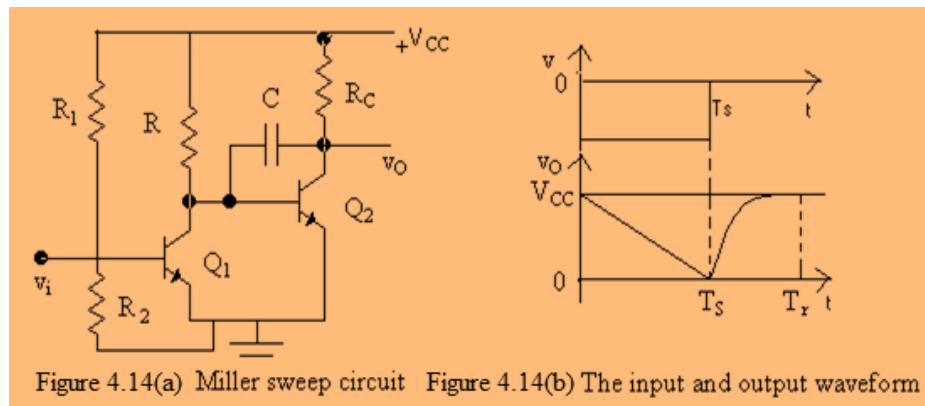 +VCC
R1
R
C
RC
vO
Q2
Q1
vi
R2
v
0
TS
t
vO
VCC
0
TS
Tr
t
Figure 4.14(a) Miller sweep circuit
Figure 4.14(b) The input and output waveform